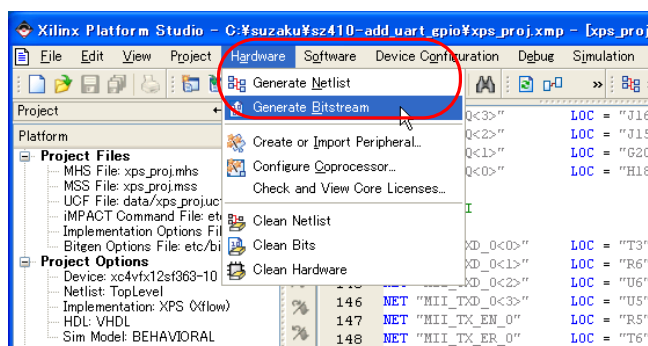 Xilinx Platform Studio - C:¥suzaku¥sz410-add_uart_gpio¥xps_proj.xmp - [xps_proj
File Edit View Project Hardware Software Device Configuration Debug Simulation
Generate Netlist
Project
Generate Bitstream
Q<3>" LOC = "J16
Platform
Q<2>" LOC = "J15
Project Files
Create or Import Peripheral...
Q<1>" LOC = "G20
MHS File: xps_proj.mhs
Configure Coprocessor...
Q<0>" LOC = "H18
MSS File: xps_proj.mss
Check and View Core Licenses...
UCF File: data/xps_proj.uc
iMPACT Command File: etc
Clean Netlist
Implementation Options Fil
Bitgen Options File: etc/bi
Clean Bits
XD_0<0>" LOC = "T3"
Project Options
XD_0<1>" LOC = "R6"
Device: xc4vfx12sf363-10
Clean Hardware
XD_0<2>" LOC = "U6"
Netlist: TopLevel
Implementation: XPS (Xflow)
146 NET "MII_TXD_0<3>" LOC = "U5"
HDL: VHDL
147 NET "MII_TX_EN_0" LOC = "R5"
Sim Model: BEHAVIORAL
148 NET "MII_TX_ER_0" LOC = "T6"